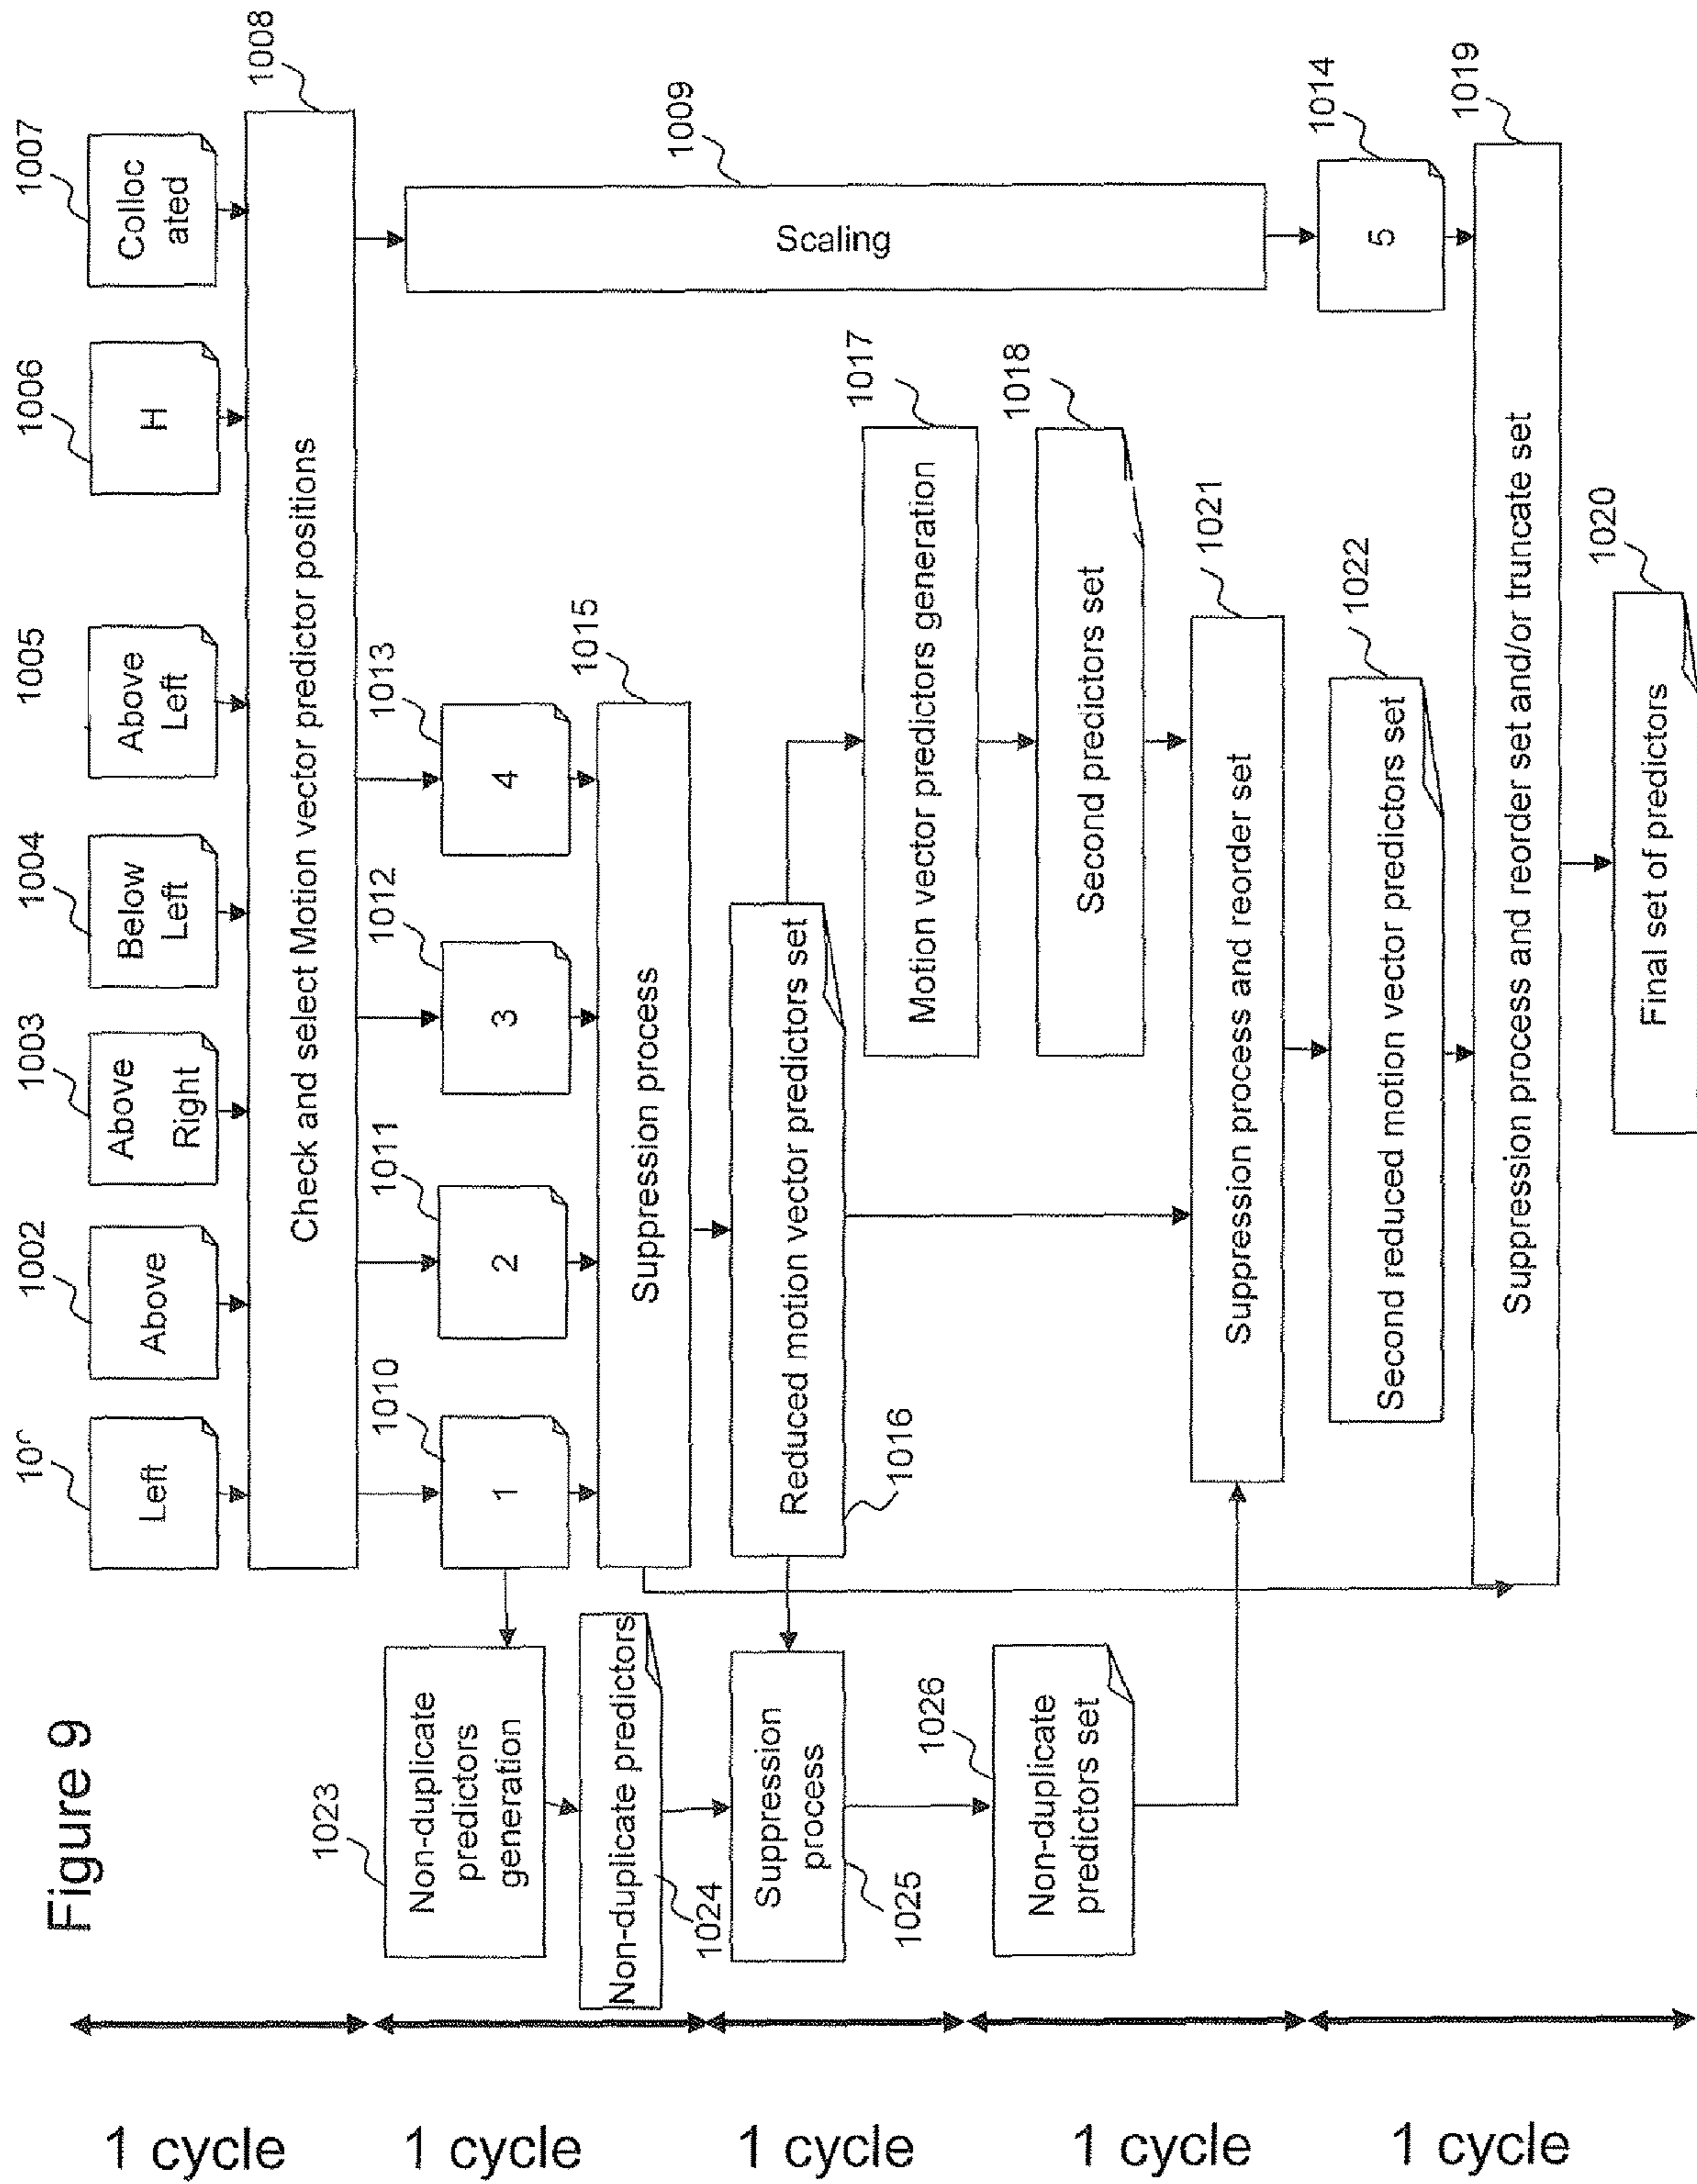 Figure 9
1002
1003
1004
1005
1006
1007
Left
Above
Above
Right
Below
Left
Above
Left
H
Colloc
ated
1008
Check and select Motion vector predictor positions
1023
1010
1011
1012
1013
1009
Non-duplicate
predictors
generation
1
2
3
4
Scaling
1015
Non-duplicate predictors
1024
Suppression process
Suppression
process
1025
Reduced motion vector predictors set
1016
1017
Motion vector predictors generation
1018
Second predictors set
1026
Non-duplicate
predictors set
1021
Suppression process and reorder set
1014
5
1022
Second reduced motion vector predictors set
1019
Suppression process and reorder set and/or truncate set
1020
Final set of predictors
1 cycle
1 cycle
1 cycle
1 cycle
1 cycle